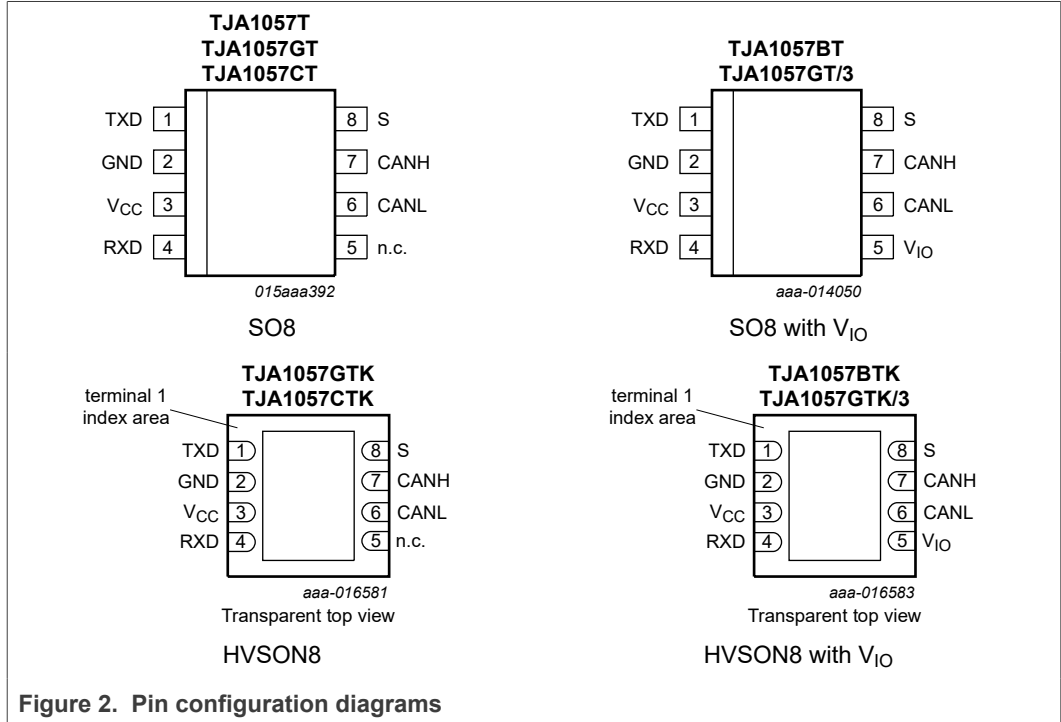 TJA1057T
TJA1057GT
TJA1057CT
TXD 1
GND 2
VCC 3
RXD 4
8 S
7 CANH
6 CANL
5 n.c.
015aaa392
SO8
TJA1057BT
TJA1057GT/3
TXD 1
GND 2
VCC 3
RXD 4
8 S
7 CANH
6 CANL
5 VIO
aaa-014050
SO8 with VIO
TJA1057GTK
TJA1057CTK
terminal 1
index area
TXD 1
GND 2
VCC 3
RXD 4
8 S
7 CANH
6 CANL
5 n.c.
aaa-016581
Transparent top view
HVSON8
TJA1057BTK
TJA1057GTK/3
terminal 1
index area
TXD 1
GND 2
VCC 3
RXD 4
8 S
7 CANH
6 CANL
5 VIO
aaa-016583
Transparent top view
HVSON8 with VIO
Figure 2. Pin configuration diagrams